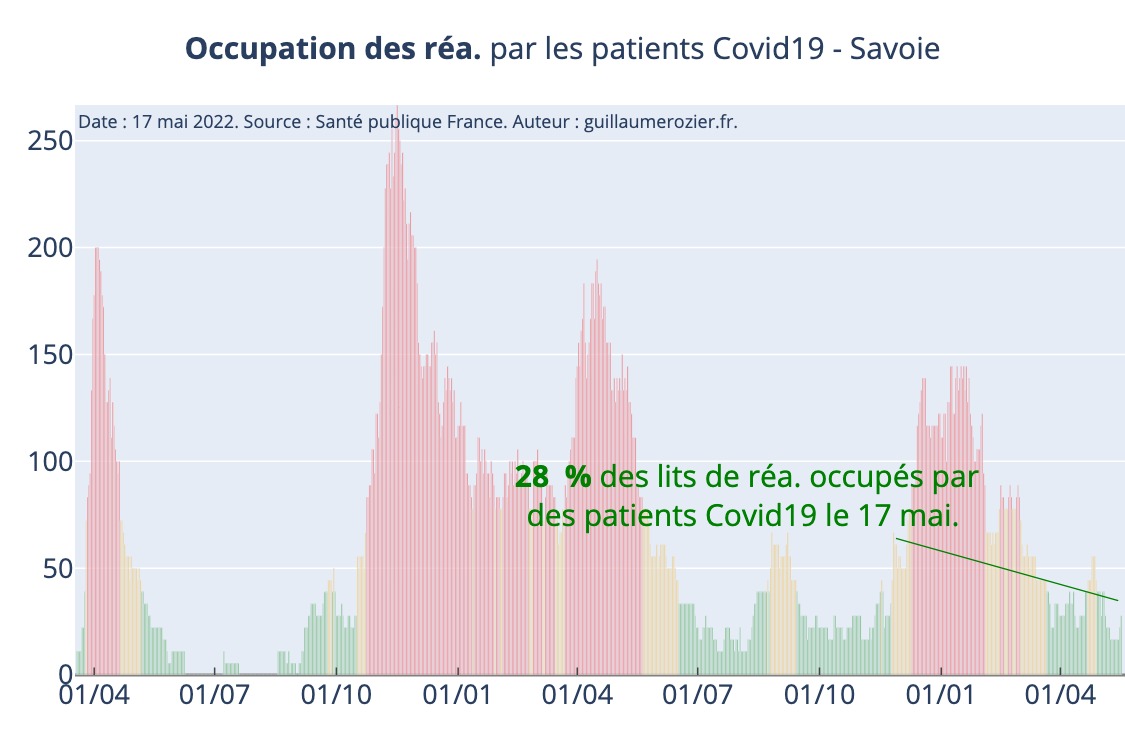 Occupation des réa. par les patients Covid19 - Savoie
Date : 17 mai 2022. Source : Santé publique France. Auteur : guillaumerozier.fr.
250
200
150
100
50
0
28 % des lits de réa. occupés par
des patients Covid19 le 17 mai.
01/04 01/07 01/10 01/01 01/04 01/07 01/10 01/01 01/04